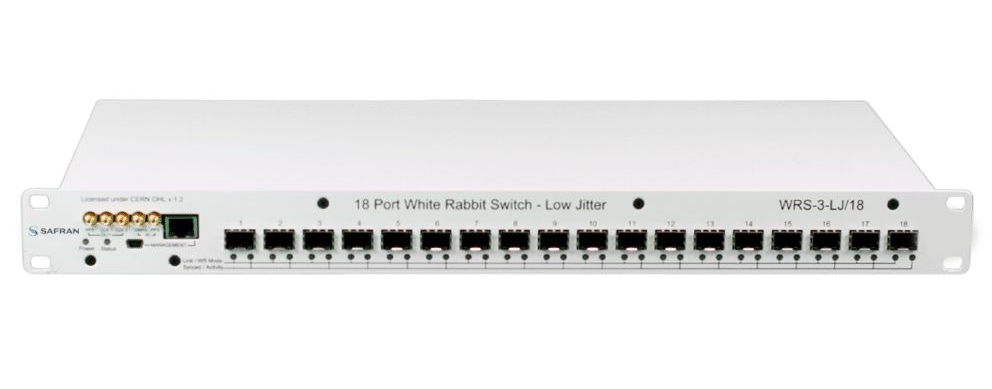 Licensed under CERN OHL v.1.2
18 Port White Rabbit Switch - Low Jitter
WRS-3-LJ/18
SAFRAN
Power
Status
MANAGEMENT
1 2 3 4 5 6 7 8 9 10 11 12 13 14 15 16 17 18
Link / WR Mode
Synced / Activity